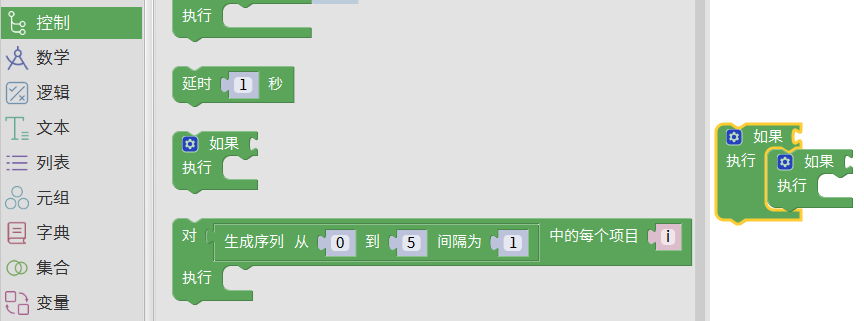 控制
数学
逻辑
文本
列表
元组
字典
集合
变量
执行
延时 1 秒
如果
执行
对 生成序列 从 0 到 5 间隔为 1 中的每个项目 i
执行
如果
执行 如果
执行